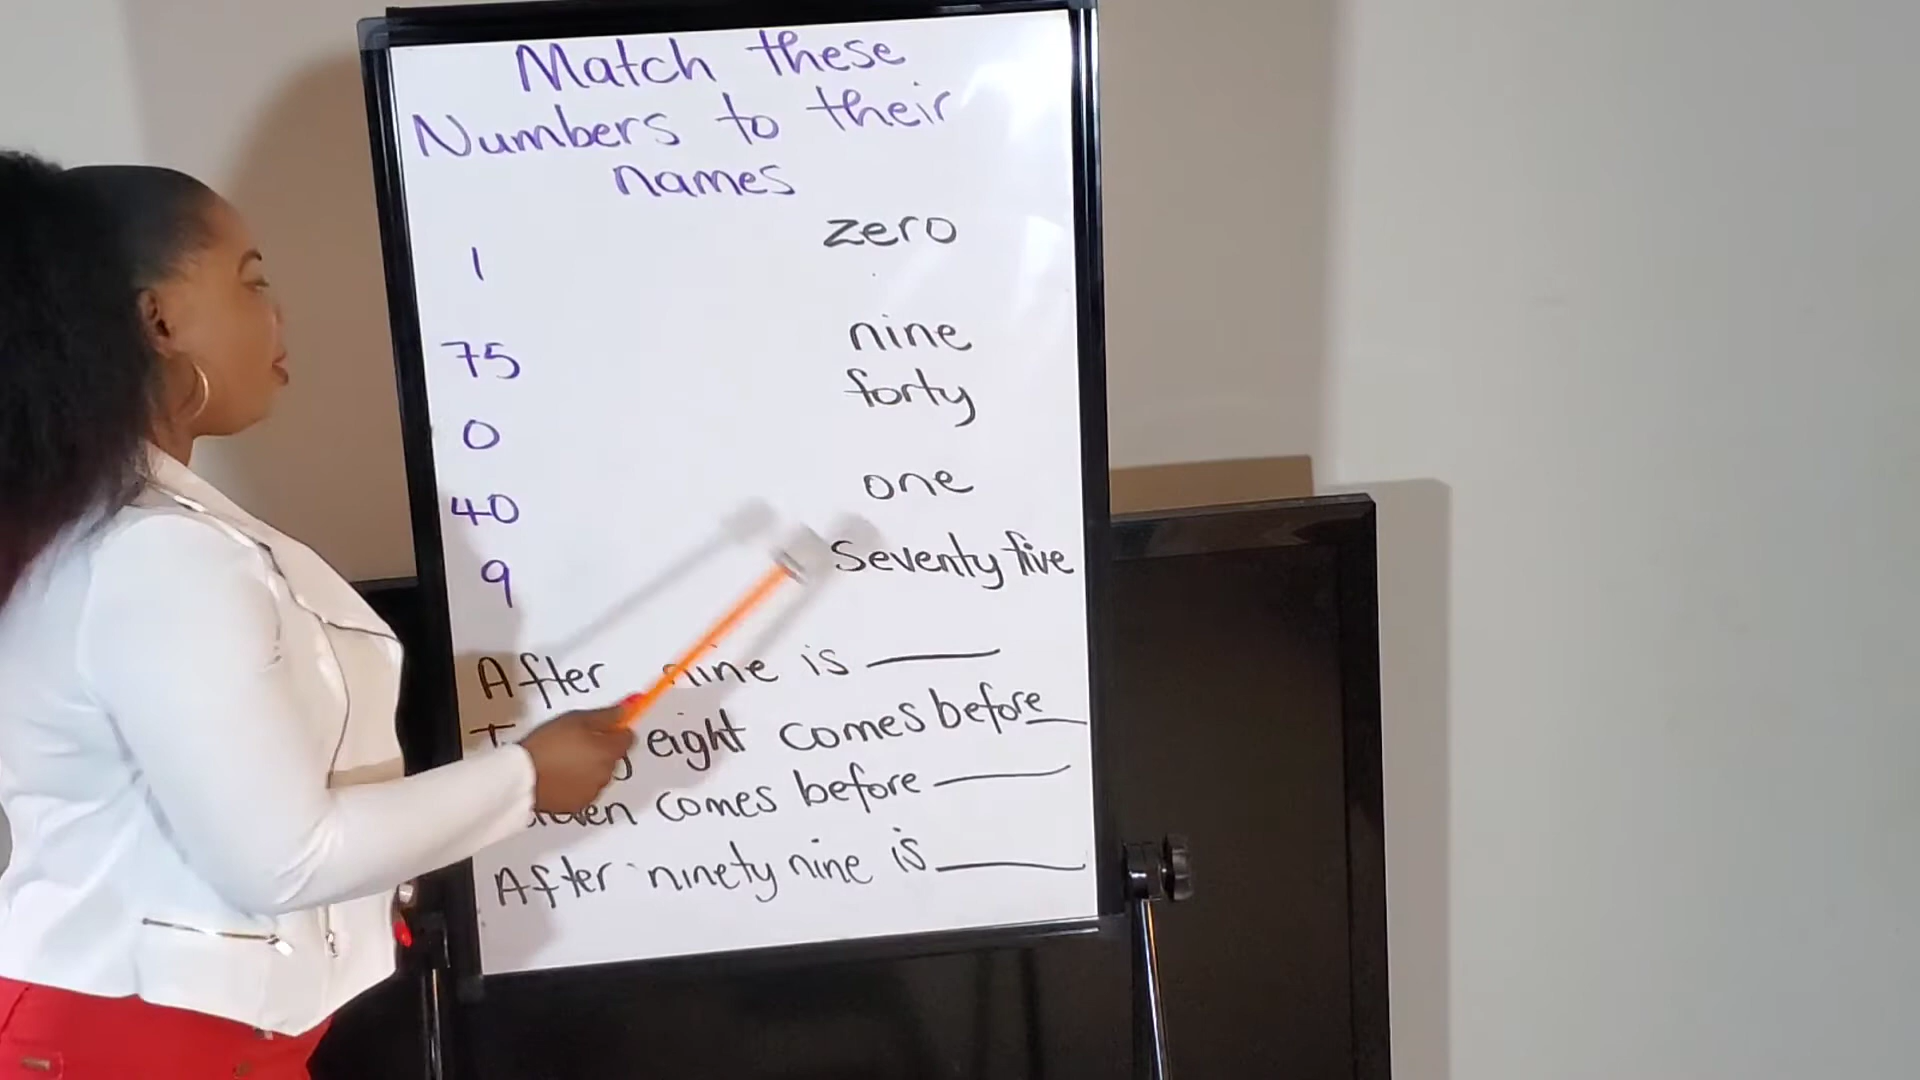 Match these
Numbers to their
names
1
zero
75
nine
forty
0
one
40
seventy five
9
After nine is
eight comes before
comes before
After ninety nine is